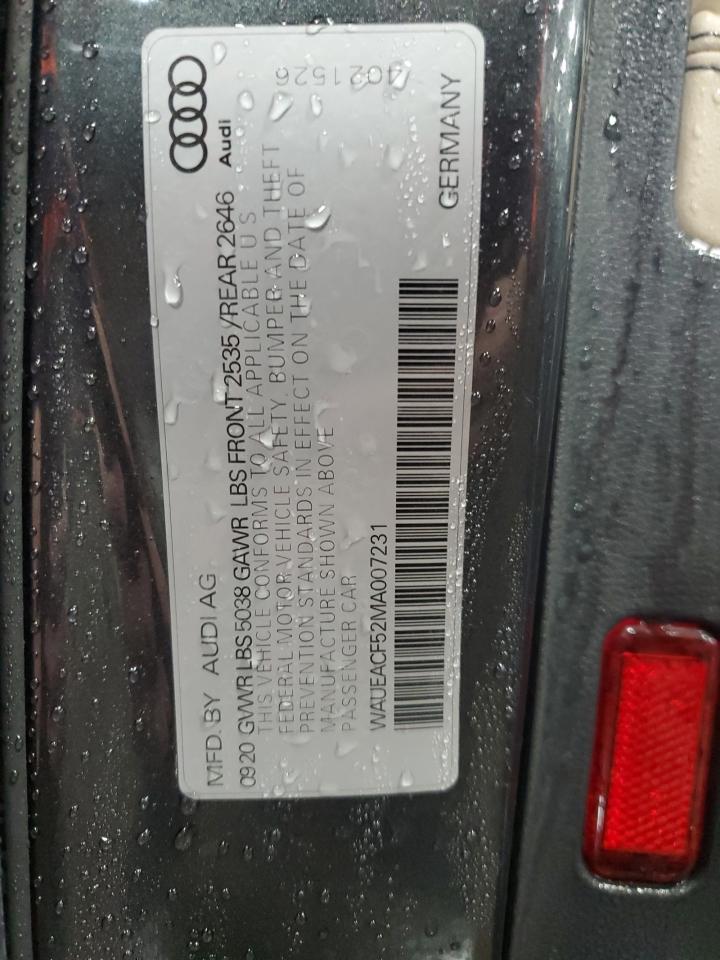 MFD. BY AUDI AG
Audi
0920 GVWR LBS 5038 GAWR LBS FRONT 2535 /REAR 2646
THIS VEHICLE CONFORMS TO ALL APPLICABLE U S
FEDERAL MOTOR VEHICLE SAFETY, BUMPER AND THEFT
PREVENTION STANDARDS IN EFFECT ON THE DATE OF
MANUFACTURE SHOWN ABOVE
PASSENGER CAR
WAUEACF52MA007231
GERMANY
4021526